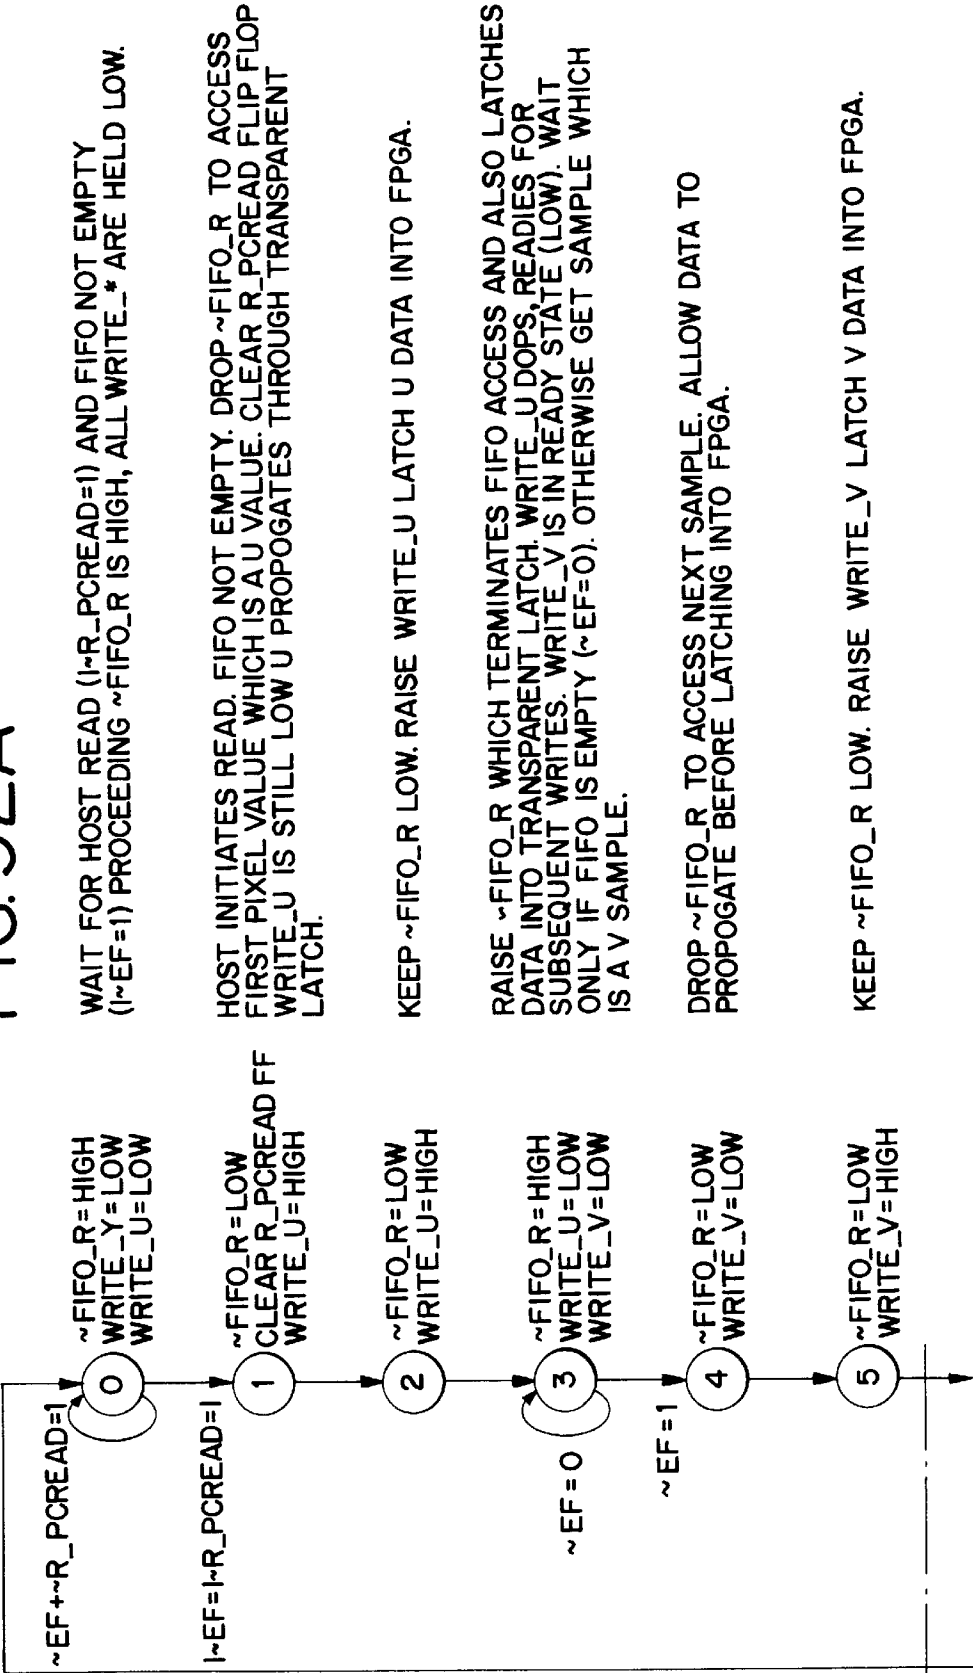 ~EF+~R_PCREAD=1
0
~FIFO_R=HIGH
WRITE_Y=LOW
WRITE_U=LOW
WAIT FOR HOST READ (I~R_PCREAD=1) AND FIFO NOT EMPTY
(I~EF=1) PROCEEDING ~FIFO_R IS HIGH, ALL WRITE_* ARE HELD LOW.
I~EF=I~R_PCREAD=1
1
~FIFO_R=LOW
CLEAR R_PCREAD FF
WRITE_U=HIGH
HOST INITIATES READ. FIFO NOT EMPTY. DROP ~FIFO_R TO ACCESS
FIRST PIXEL VALUE WHICH IS A U VALUE. CLEAR R_PCREAD FLIP FLOP
WRITE_U IS STILL LOW U PROPOGATES THROUGH TRANSPARENT
LATCH.
2
~FIFO_R=LOW
WRITE_U=HIGH
KEEP ~FIFO_R LOW. RAISE WRITE_U LATCH U DATA INTO FPGA.
~EF=0
3
~FIFO_R=HIGH
WRITE_U=LOW
WRITE_V=LOW
RAISE ~FIFO_R WHICH TERMINATES FIFO ACCESS AND ALSO LATCHES
DATA INTO TRANSPARENT LATCH. WRITE_U DOPS, READIES FOR
SUBSEQUENT WRITES. WRITE_V IS IN READY STATE (LOW). WAIT
ONLY IF FIFO IS EMPTY (~EF=0). OTHERWISE GET SAMPLE WHICH
IS A V SAMPLE.
~EF=1
4
~FIFO_R=LOW
WRITE_V=LOW
DROP ~FIFO_R TO ACCESS NEXT SAMPLE. ALLOW DATA TO
PROPOGATE BEFORE LATCHING INTO FPGA.
5
~FIFO_R=LOW
WRITE_V=HIGH
KEEP ~FIFO_R LOW. RAISE WRITE_V LATCH V DATA INTO FPGA.